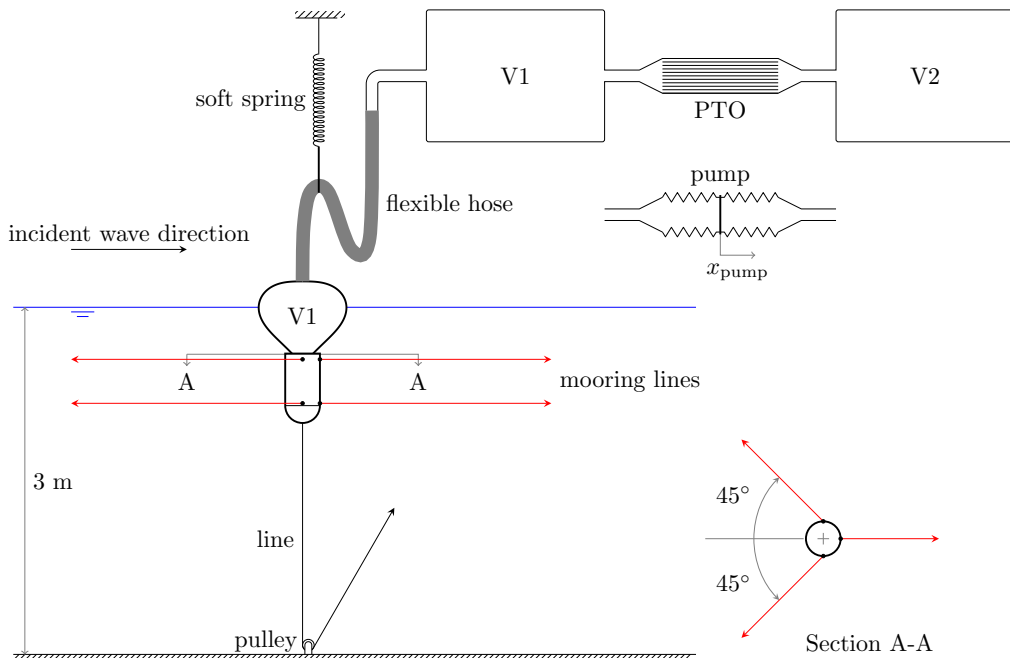 V1
V2
soft spring
PTO
pump
flexible hose
incident wave direction
x_pump
V1
A
A
mooring lines
3 m
45°
line
45°
pulley
Section A-A